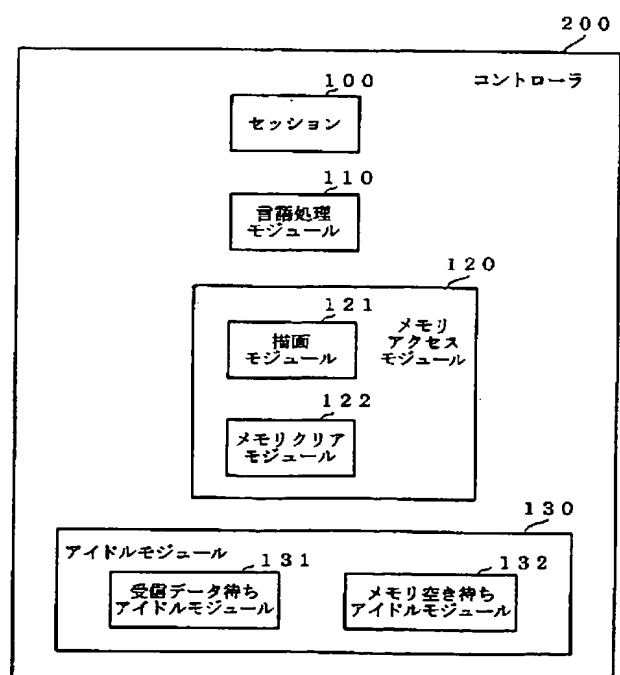 200
コントローラ
100
セッション
110
言語処理
モジュール
120
メモリ
アクセス
モジュール
121
描画
モジュール
122
メモリクリア
モジュール
130
アイドルモジュール
131
受信データ待ち
アイドルモジュール
132
メモリ空き待ち
アイドルモジュール